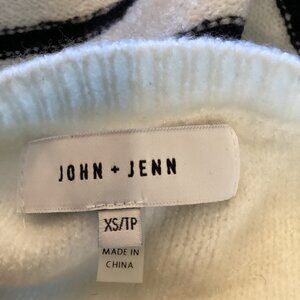 JOHN + JENN
XS/TP
MADE IN
CHINA